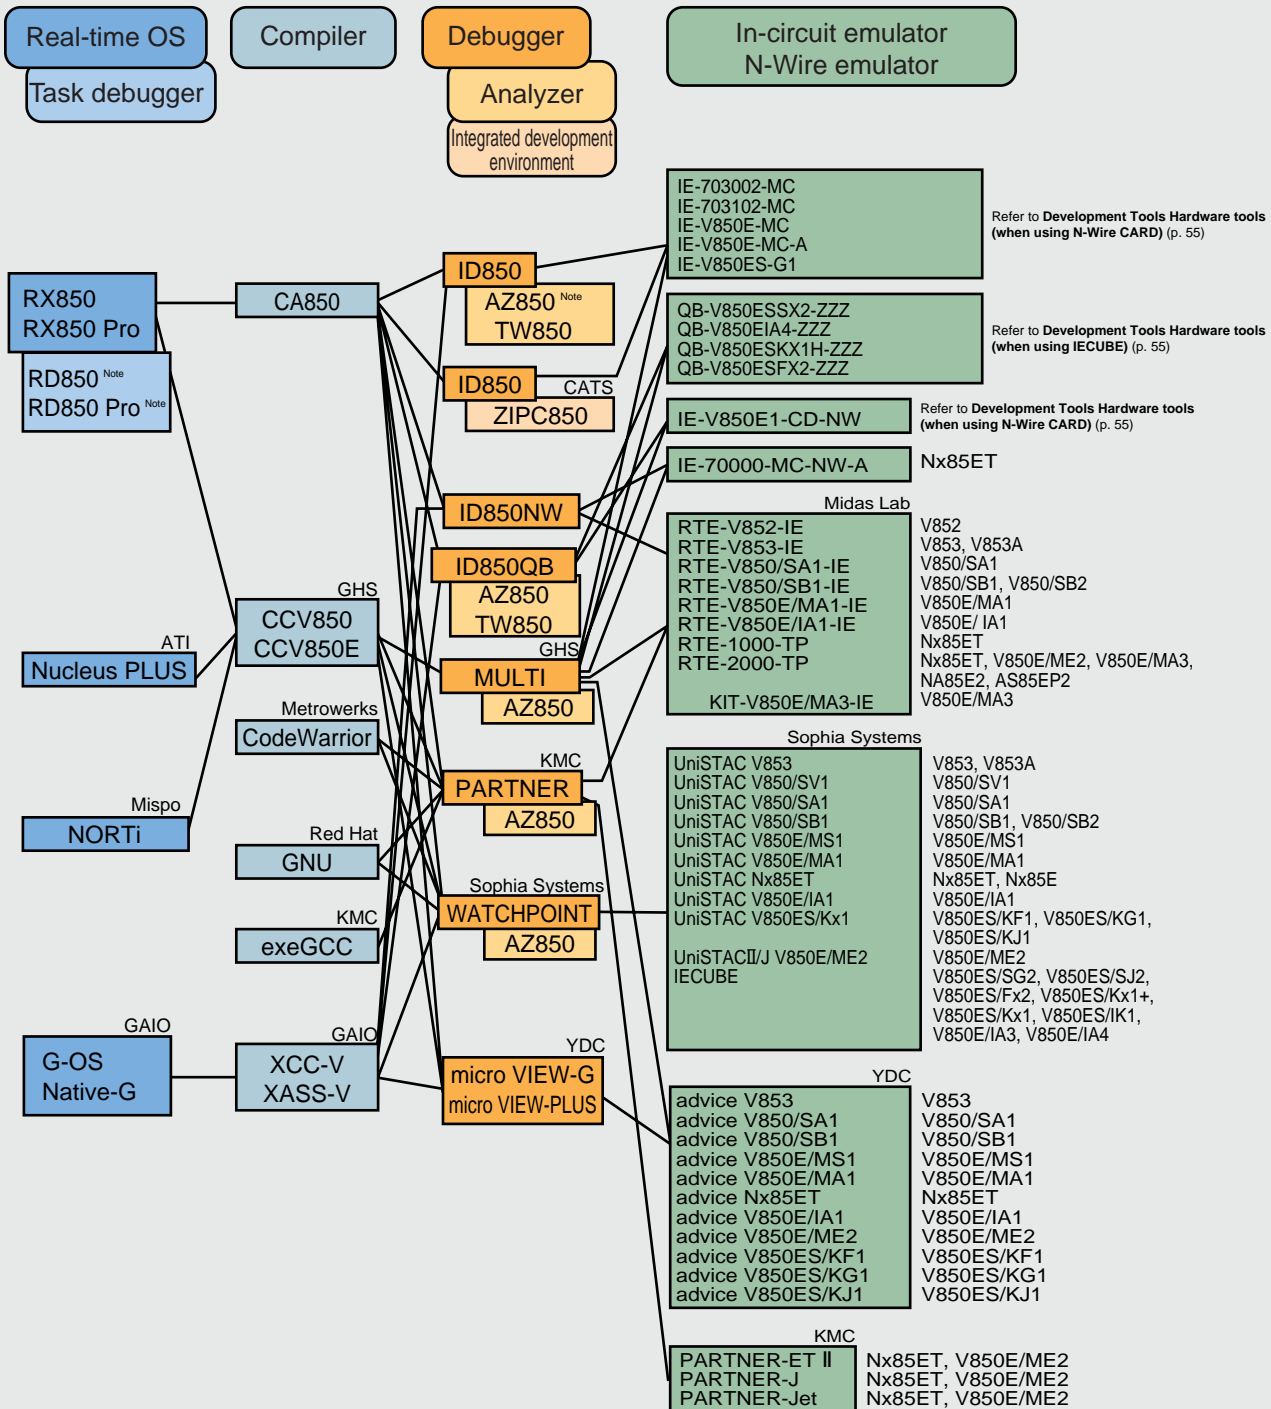 Real-time OS
Task debugger
Compiler
Debugger
Analyzer
Integrated development
environment
In-circuit emulator
N-Wire emulator
RX850
RX850 Pro
RD850 Note
RD850 Pro Note
ATI
Nucleus PLUS
Mispo
NORTi
GAIO
G-OS
Native-G
CA850
GHS
CCV850
CCV850E
Metrowerks
CodeWarrior
Red Hat
GNU
KMC
exeGCC
GAIO
XCC-V
XASS-V
ID850
AZ850 Note
TW850
ID850
CATS
ZIPC850
ID850NW
ID850QB
AZ850
TW850
GHS
MULTI
AZ850
KMC
PARTNER
AZ850
Sophia Systems
WATCHPOINT
AZ850
YDC
micro VIEW-G
micro VIEW-PLUS
IE-703002-MC
IE-703102-MC
IE-V850E-MC
IE-V850E-MC-A
IE-V850ES-G1
Refer to Development Tools Hardware tools
(when using N-Wire CARD) (p. 55)
QB-V850ESSX2-ZZZ
QB-V850EIA4-ZZZ
QB-V850ESKX1H-ZZZ
QB-V850ESFX2-ZZZ
Refer to Development Tools Hardware tools
(when using IECUBE) (p. 55)
IE-V850E1-CD-NW
Refer to Development Tools Hardware tools
(when using N-Wire CARD) (p. 55)
IE-70000-MC-NW-A
Nx85ET
Midas Lab
RTE-V852-IE V852
RTE-V853-IE V853, V853A
RTE-V850/SA1-IE V850/SA1
RTE-V850/SB1-IE V850/SB1, V850/SB2
RTE-V850E/MA1-IE V850E/MA1
RTE-V850E/IA1-IE V850E/ IA1
RTE-1000-TP Nx85ET
RTE-2000-TP Nx85ET, V850E/ME2, V850E/MA3,
NA85E2, AS85EP2
KIT-V850E/MA3-IE V850E/MA3
Sophia Systems
UniSTAC V853 V853, V853A
UniSTAC V850/SV1 V850/SV1
UniSTAC V850/SA1 V850/SA1
UniSTAC V850/SB1 V850/SB1, V850/SB2
UniSTAC V850E/MS1 V850E/MS1
UniSTAC V850E/MA1 V850E/MA1
UniSTAC Nx85ET Nx85ET, Nx85E
UniSTAC V850E/IA1 V850E/IA1
UniSTAC V850ES/Kx1 V850ES/KF1, V850ES/KG1,
V850ES/KJ1
UniSTACⅡ/J V850E/ME2 V850E/ME2
IECUBE V850ES/SG2, V850ES/SJ2,
V850ES/Fx2, V850ES/Kx1+,
V850ES/Kx1, V850ES/IK1,
V850E/IA3, V850E/IA4
YDC
advice V853 V853
advice V850/SA1 V850/SA1
advice V850/SB1 V850/SB1
advice V850E/MS1 V850E/MS1
advice V850E/MA1 V850E/MA1
advice Nx85ET Nx85ET
advice V850E/IA1 V850E/IA1
advice V850E/ME2 V850E/ME2
advice V850ES/KF1 V850ES/KF1
advice V850ES/KG1 V850ES/KG1
advice V850ES/KJ1 V850ES/KJ1
KMC
PARTNER-ET Ⅱ Nx85ET, V850E/ME2
PARTNER-J Nx85ET, V850E/ME2
PARTNER-Jet Nx85ET, V850E/ME2